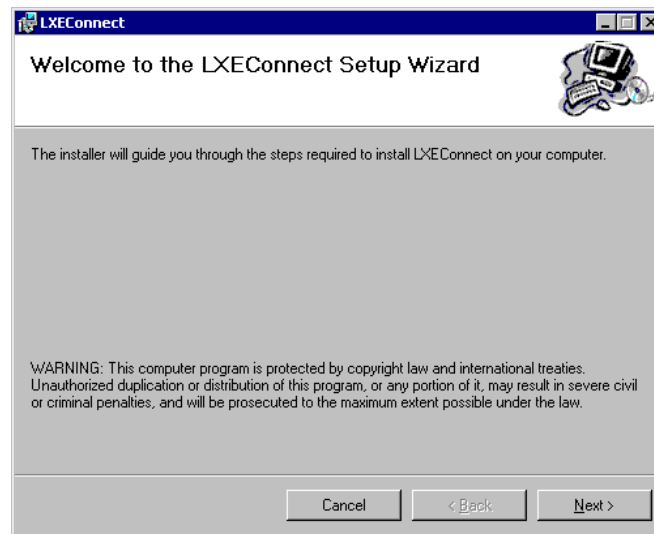 LXEConnect
Welcome to the LXEConnect Setup Wizard
The installer will guide you through the steps required to install LXEConnect on your computer.
WARNING: This computer program is protected by copyright law and international treaties.
Unauthorized duplication or distribution of this program, or any portion of it, may result in severe civil
or criminal penalties, and will be prosecuted to the maximum extent possible under the law.
Cancel
< Back
Next >